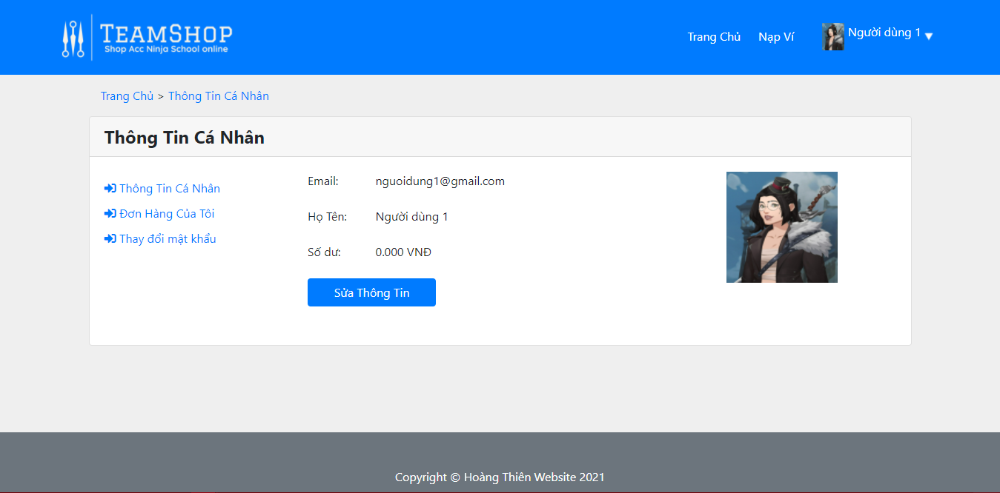 TEAMSHOP
Shop Acc Ninja School online
Trang Chủ Nạp Ví Người dùng 1
Trang Chủ > Thông Tin Cá Nhân
Thông Tin Cá Nhân
Thông Tin Cá Nhân
Đơn Hàng Của Tôi
Thay đổi mật khẩu
Email: nguoidung1@gmail.com
Họ Tên: Người dùng 1
Số dư: 0.000 VNĐ
Sửa Thông Tin
Copyright © Hoàng Thiên Website 2021